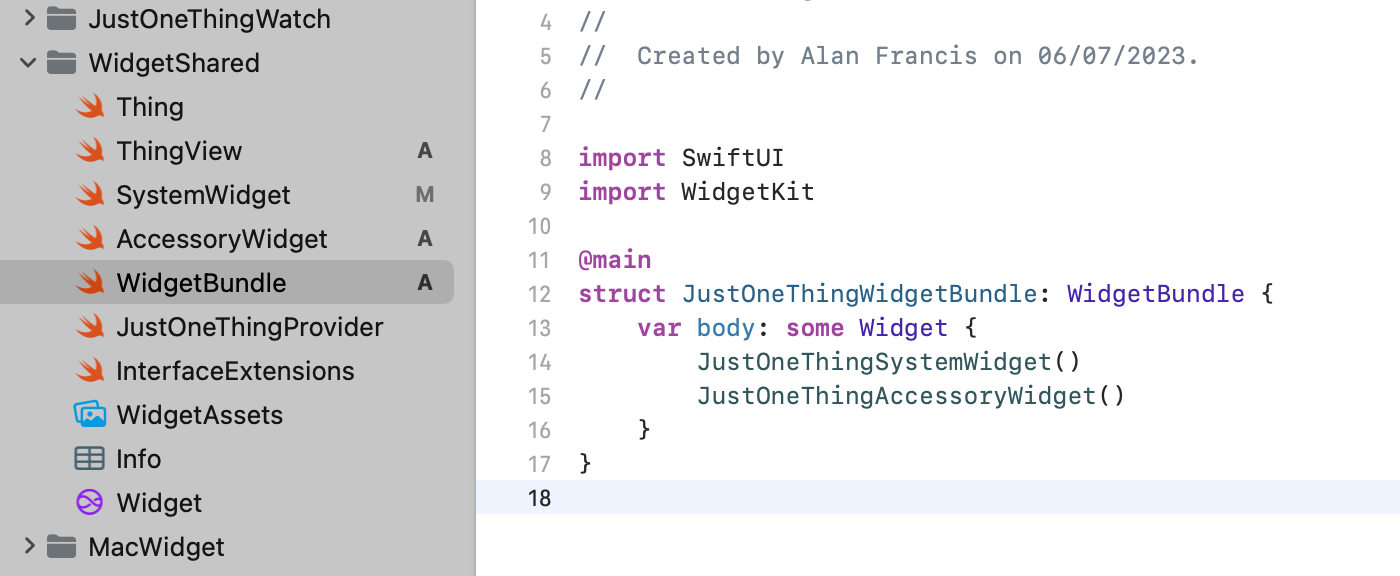 JustOneThingWatch
WidgetShared
Thing
ThingView A
SystemWidget M
AccessoryWidget A
WidgetBundle A
JustOneThingProvider
InterfaceExtensions
WidgetAssets
Info
Widget
MacWidget
4 //
5 //  Created by Alan Francis on 06/07/2023.
6 //
7
8 import SwiftUI
9 import WidgetKit
10
11 @main
12 struct JustOneThingWidgetBundle: WidgetBundle {
13     var body: some Widget {
14         JustOneThingSystemWidget()
15         JustOneThingAccessoryWidget()
16     }
17 }
18